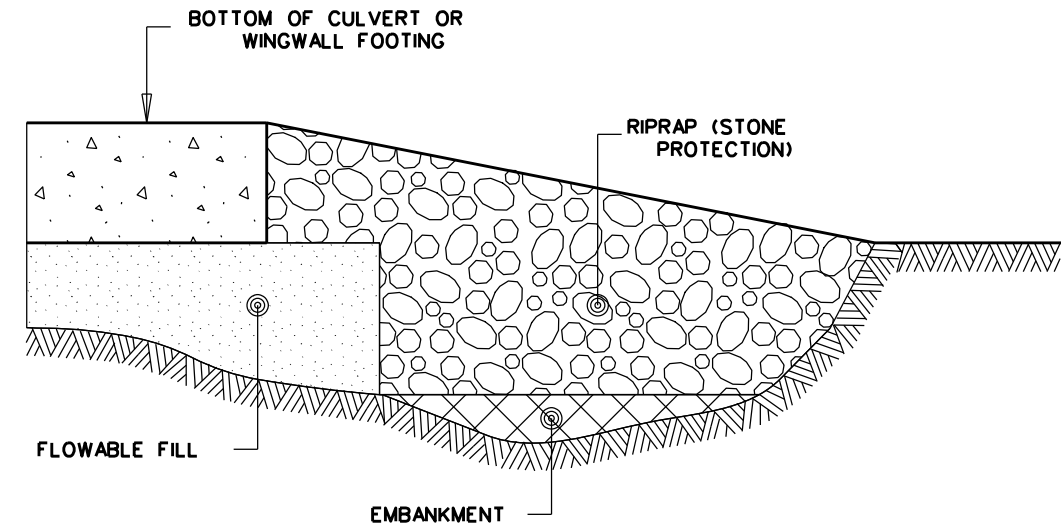 BOTTOM OF CULVERT OR
WINGWALL FOOTING
RIPRAP (STONE
PROTECTION)
FLOWABLE FILL
EMBANKMENT